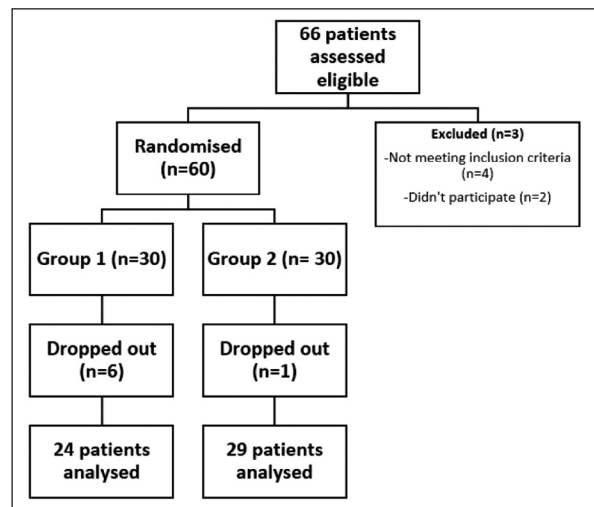 66 patients
assessed
eligible
Randomised
(n=60)
Excluded (n=3)
-Not meeting inclusion criteria
(n=4)
-Didn't participate (n=2)
Group 1 (n=30)
Group 2 (n= 30)
Dropped out
(n=6)
Dropped out
(n=1)
24 patients
analysed
29 patients
analysed